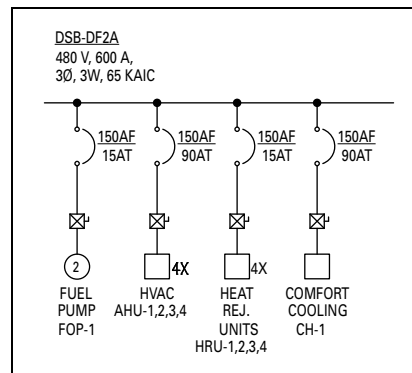 DSB-DF2A
480 V, 600 A,
3Ø, 3W, 65 KAIC
150AF
15AT
150AF
90AT
150AF
15AT
150AF
90AT
2
4X
4X
FUEL
PUMP
FOP-1
HVAC
AHU-1,2,3,4
HEAT
REJ.
UNITS
HRU-1,2,3,4
COMFORT
COOLING
CH-1